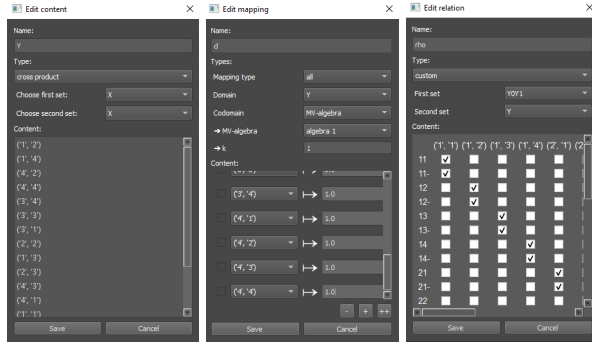 Edit content
Name:
Y
Type:
cross product
Choose first set:
X
Choose second set:
X
Content:
('1', '2')
('1', '4')
('4', '2')
('4', '4')
('3', '4')
('3', '3')
('3', '1')
('2', '2')
('1', '3')
('2', '3')
('4', '3')
('4', '1')
('1', '1')
Save
Cancel
Edit mapping
Name:
d
Types:
Mapping type
all
Domain
Y
Codomain
MV-algebra
➔ MV-algebra
algebra 1
➔ k
1
Content:
('3', '4')
↦
1.0
('4', '1')
↦
1.0
('4', '2')
↦
1.0
('4', '3')
↦
1.0
('4', '4')
↦
1.0
-
+
++
Save
Cancel
Edit relation
Name:
rho
Type:
custom
First set
Y0Y1
Second set
Y
Content:
('1', '1') ('1', '2') ('1', '3') ('1', '4') ('2', '1') ('2
11
11-
12
12-
13
13-
14
14-
21
21-
22
Save
Cancel